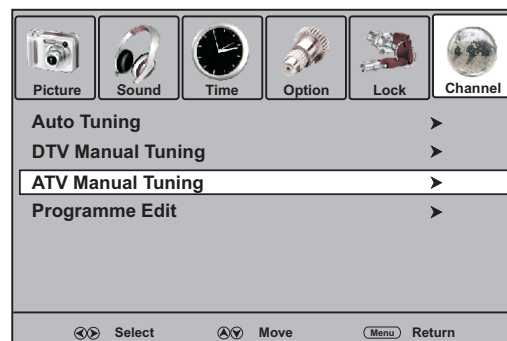 Picture Sound Time Option Lock Channel
Auto Tuning
DTV Manual Tuning
ATV Manual Tuning
Programme Edit
Select Move Menu Return